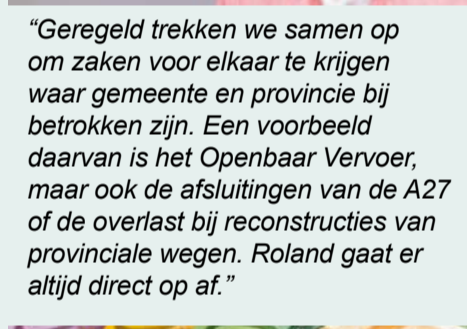 “Geregeld trekken we samen op
om zaken voor elkaar te krijgen
waar gemeente en provincie bij
betrokken zijn. Een voorbeeld
daarvan is het Openbaar Vervoer,
maar ook de afsluitingen van de A27
of de overlast bij reconstructies van
provinciale wegen. Roland gaat er
altijd direct op af.”